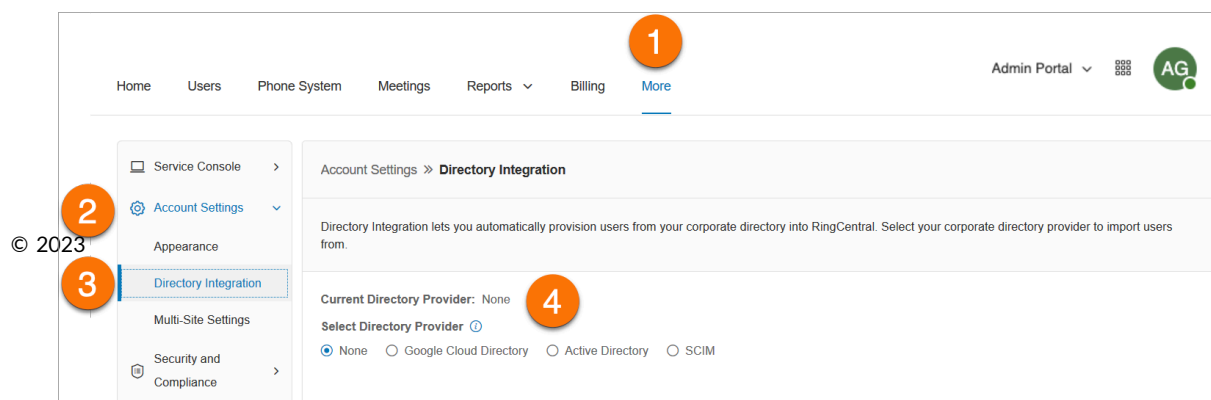 1
Admin Portal
AG
Home Users Phone System Meetings Reports Billing More
Service Console
Account Settings » Directory Integration
2
Account Settings
Directory Integration lets you automatically provision users from your corporate directory into RingCentral. Select your corporate directory provider to import users
from.
© 2023
Appearance
3
Directory Integration
Multi-Site Settings
Security and
Compliance
Current Directory Provider: None
4
Select Directory Provider
None Google Cloud Directory Active Directory SCIM